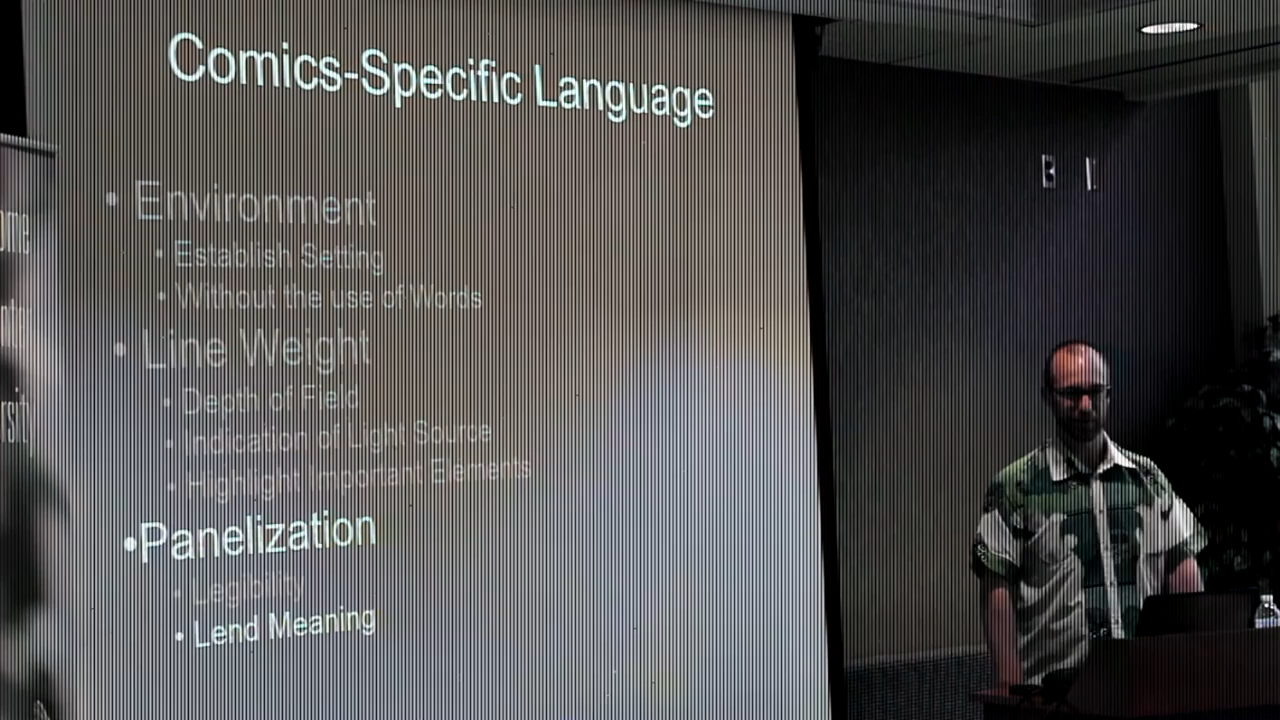 Comics-Specific Language
• Environment
• Establish Setting
• Without the use of Words
• Line Weight
• Depth of Field
• Indication of Light Source
• Highlight Important Elements
•Panelization
• Legibility
• Lend Meaning